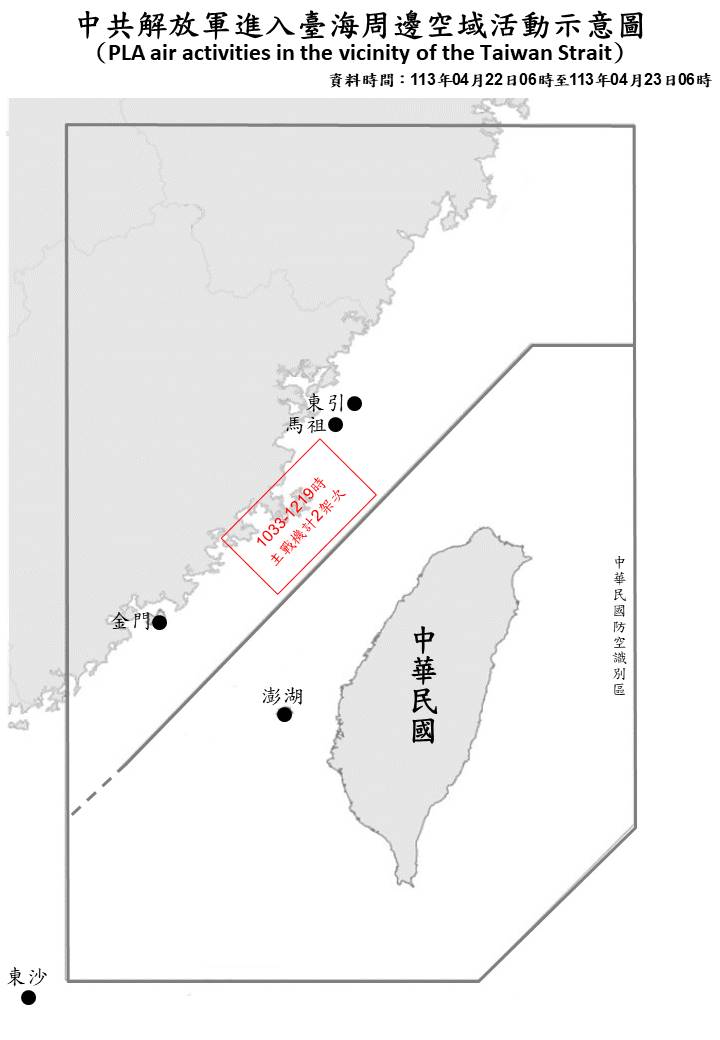 中共解放軍進入臺海周邊空域活動示意圖
（PLA air activities in the vicinity of the Taiwan Strait）
資料時間：113年04月22日06時至113年04月23日06時
東引
馬祖
1033-1219時
主戰機計2架次
中華民國防空識別區
金門
中華民國
澎湖
東沙